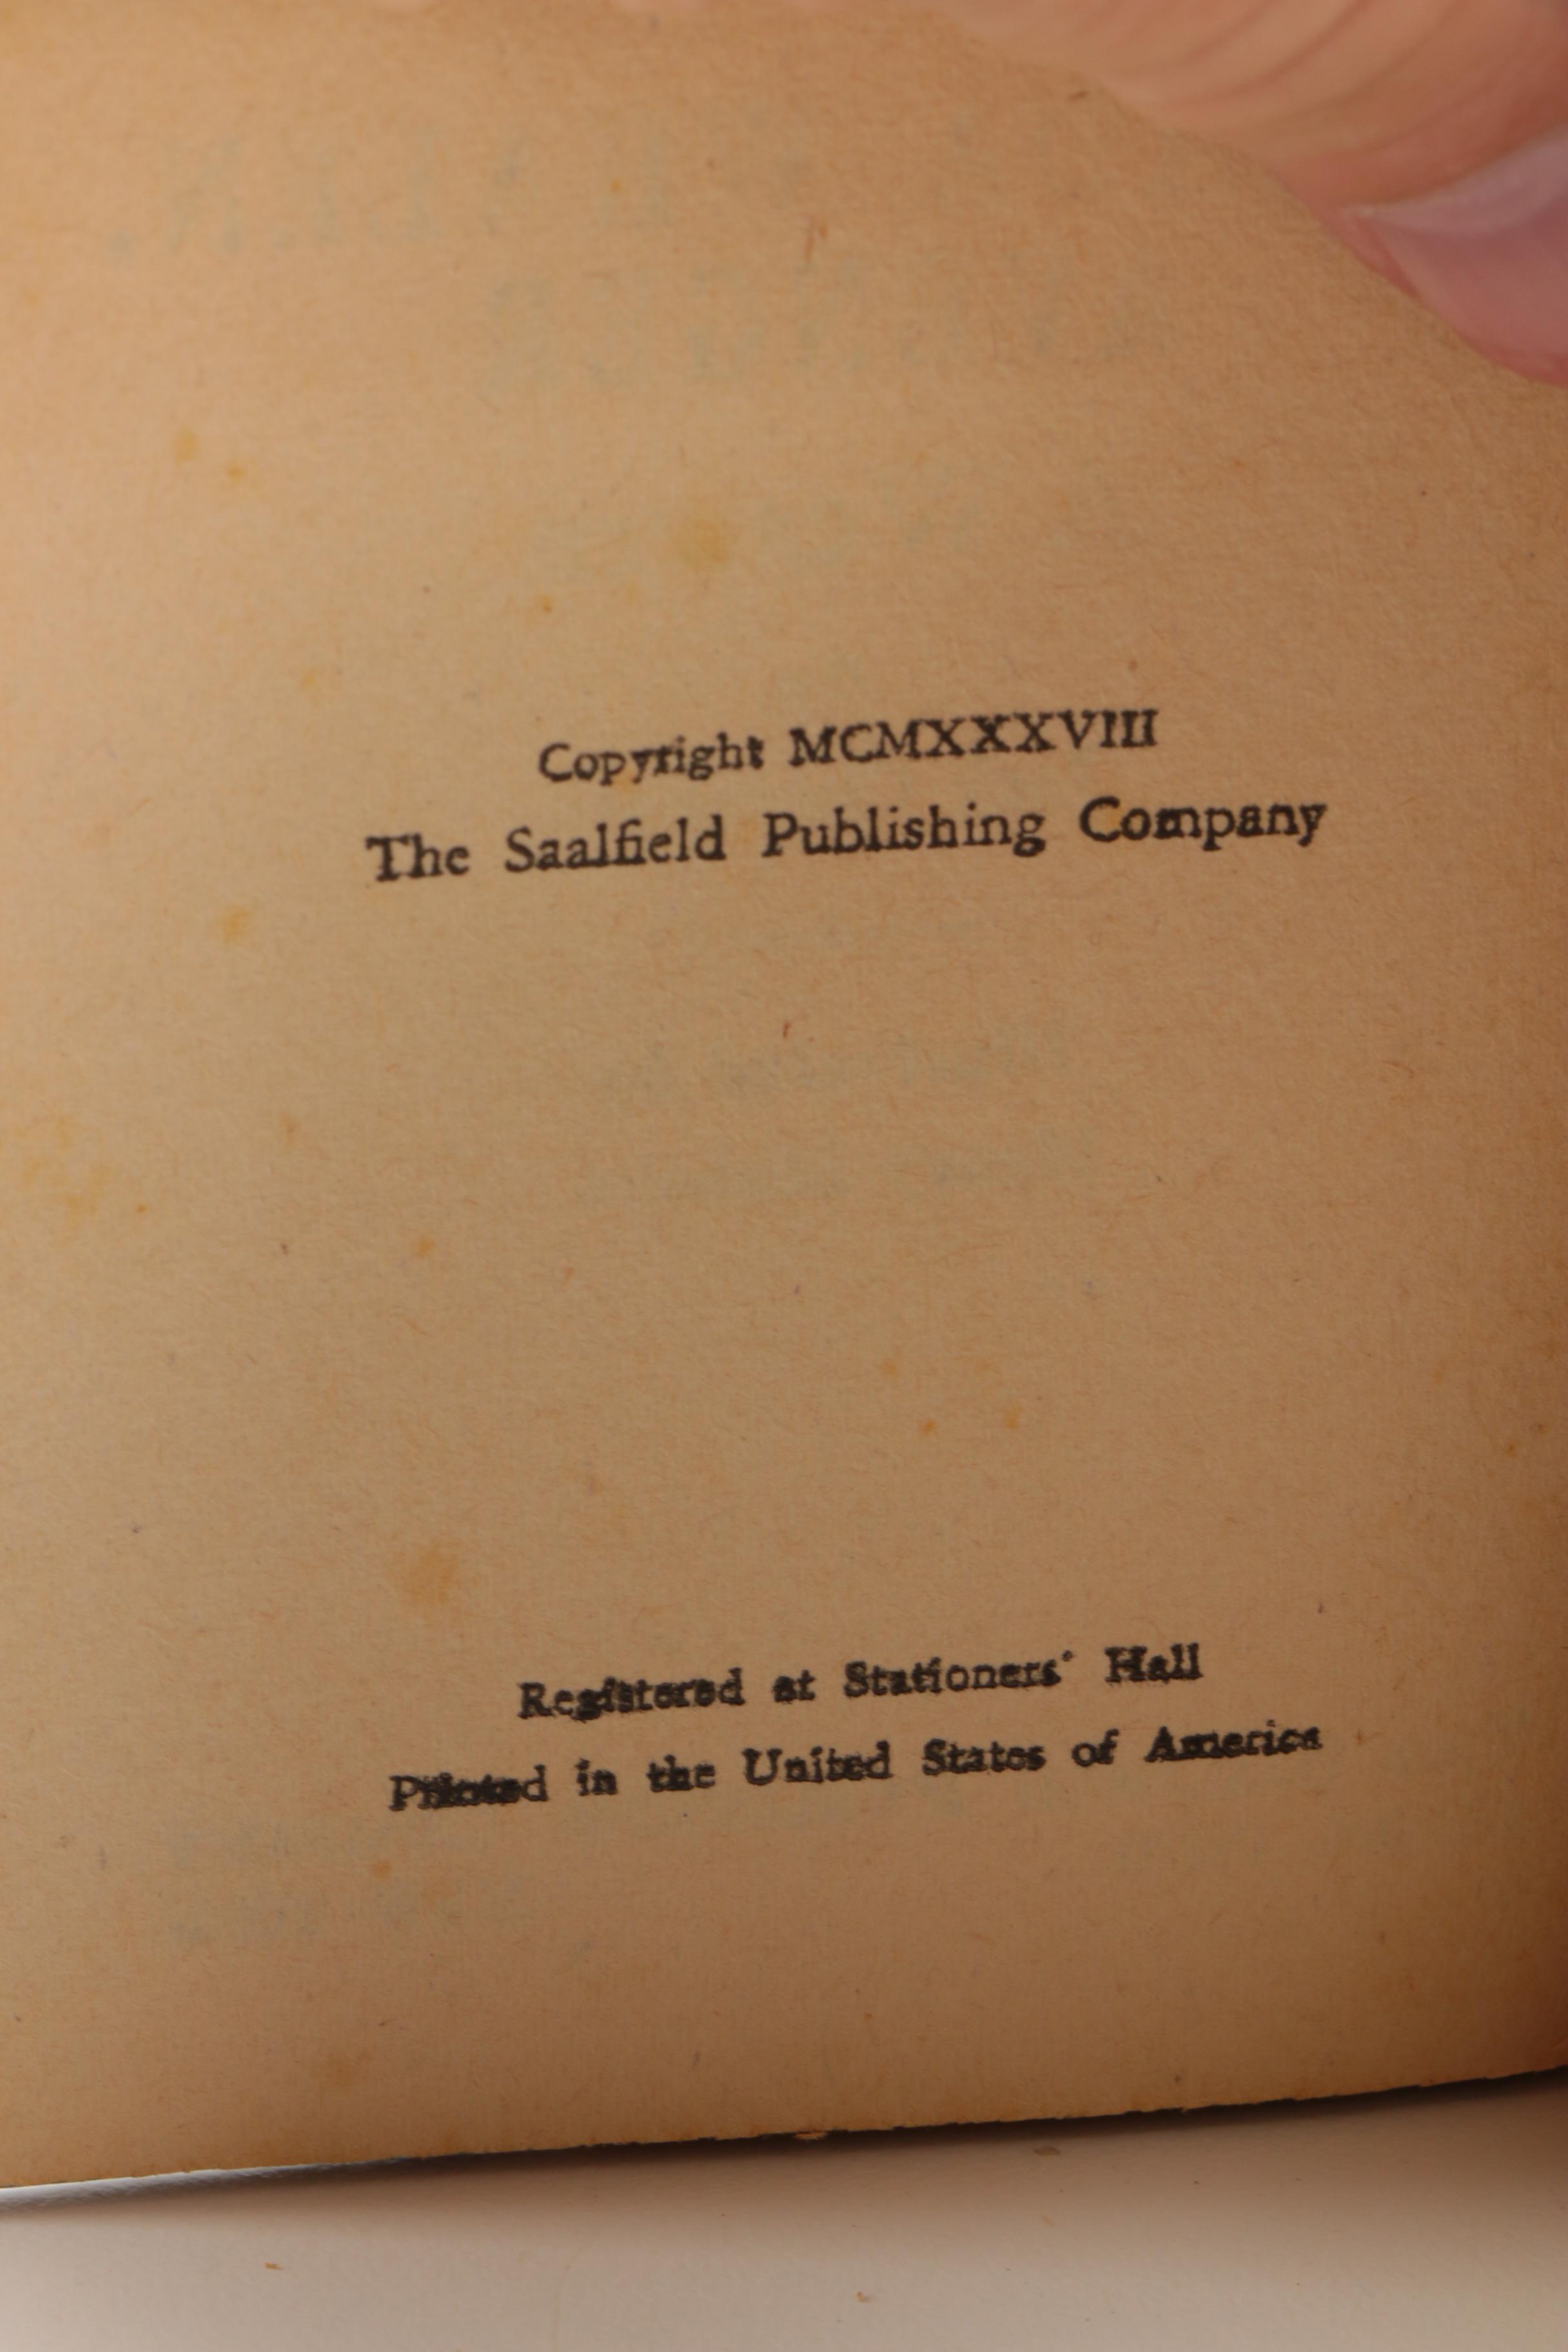 Copyright MCMXXXVIII
The Saalfield Publishing Company
Registered at Stationers' Hall
Printed in the United States of America